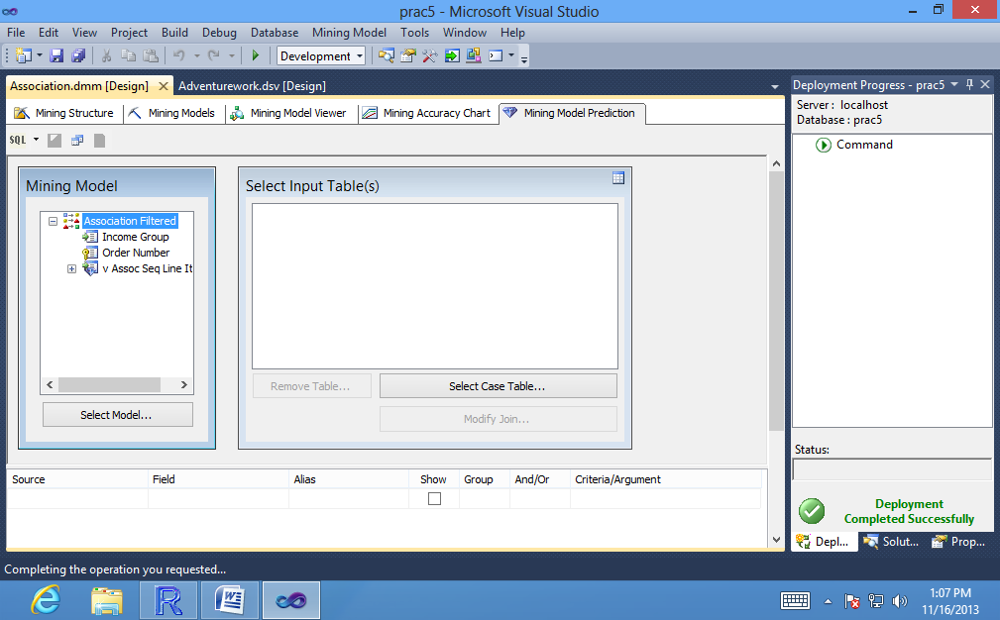 prac5 - Microsoft Visual Studio
File Edit View Project Build Debug Database Mining Model Tools Window Help
Development
Association.dmm [Design] Adventurework.dsv [Design]
Mining Structure Mining Models Mining Model Viewer Mining Accuracy Chart Mining Model Prediction
SQL
Mining Model
Association Filtered
Income Group
Order Number
v Assoc Seq Line It
Select Model...
Select Input Table(s)
Remove Table... Select Case Table...
Modify Join...
Source Field Alias Show Group And/Or Criteria/Argument
Deployment Progress - prac5
Server : localhost
Database : prac5
Command
Status:
Deployment
Completed Successfully
Depl... Solut... Prop...
Completing the operation you requested...
1:07 PM
11/16/2013